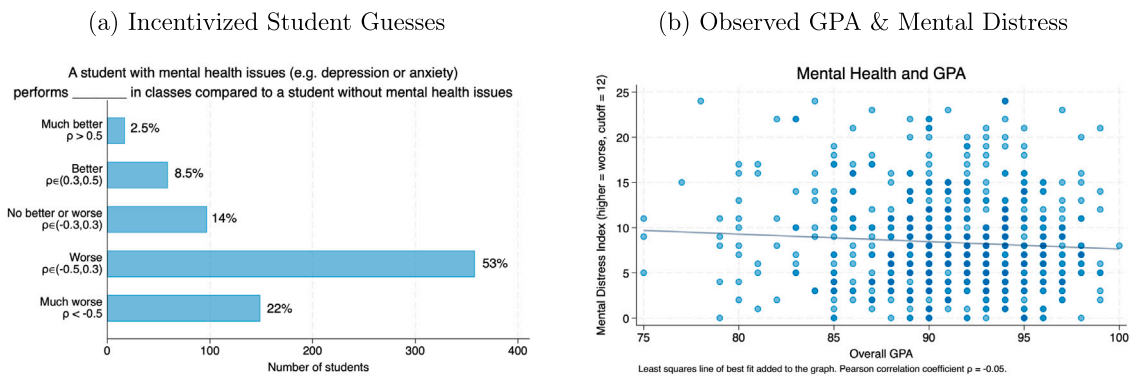 (a) Incentivized Student Guesses
A student with mental health issues (e.g. depression or anxiety)
performs ________ in classes compared to a student without mental health issues
Much better
ρ > 0.5
2.5%
Better
ρ∈(0.3,0.5)
8.5%
No better or worse
ρ∈(-0.3,0.3)
14%
Worse
ρ∈(-0.5,0.3)
53%
Much worse
ρ < -0.5
22%
0 100 200 300 400
Number of students
(b) Observed GPA & Mental Distress
Mental Health and GPA
Mental Distress Index (higher = worse, cutoff = 12)
25
20
15
10
5
0
75 80 85 90 95 100
Overall GPA
Least squares line of best fit added to the graph. Pearson correlation coefficient ρ = -0.05.